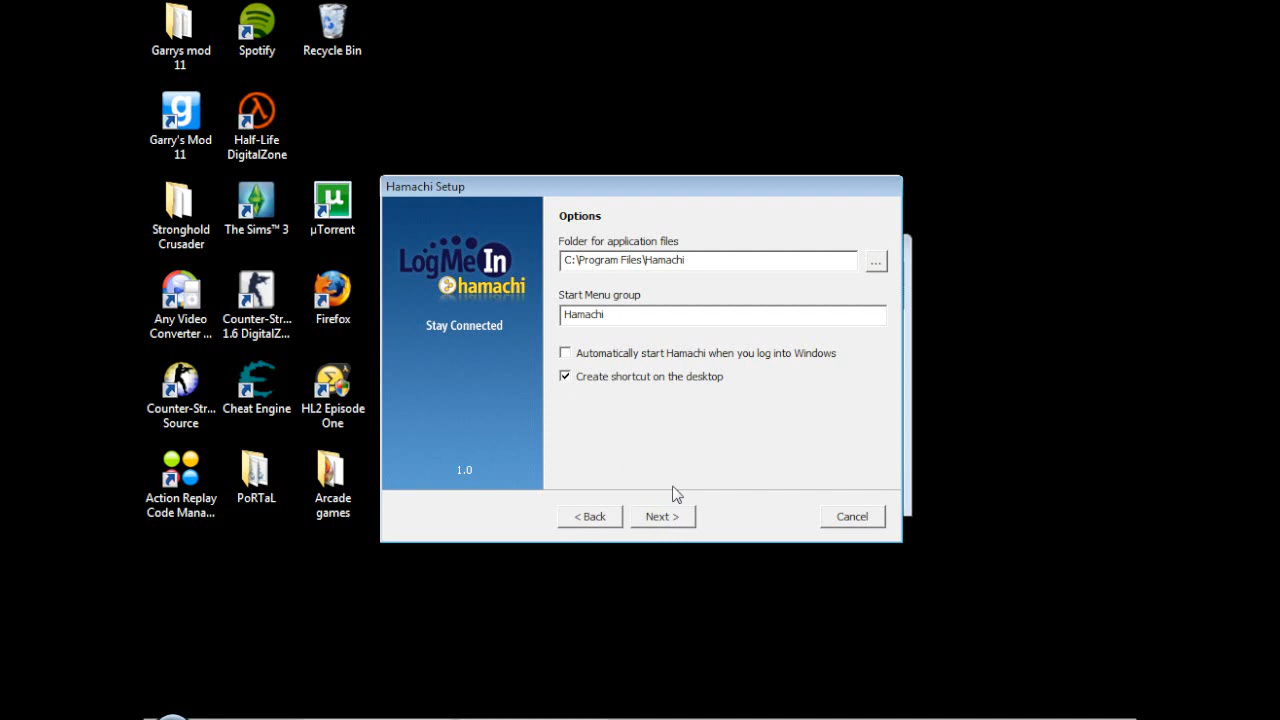 Garrys mod
11
Spotify
Recycle Bin
Garry's Mod
11
Half-Life
DigitalZone
Stronghold
Crusader
The Sims™ 3
µTorrent
Any Video
Converter ...
Counter-Str...
1.6 DigitalZ...
Firefox
Counter-Str...
Source
Cheat Engine
HL2 Episode
One
Action Replay
Code Mana...
PoRTaL
Arcade
games
Hamachi Setup
LogMeIn
hamachi
Stay Connected
1.0
Options
Folder for application files
C:\Program Files\Hamachi
...
Start Menu group
Hamachi
Automatically start Hamachi when you log into Windows
Create shortcut on the desktop
< Back
Next >
Cancel